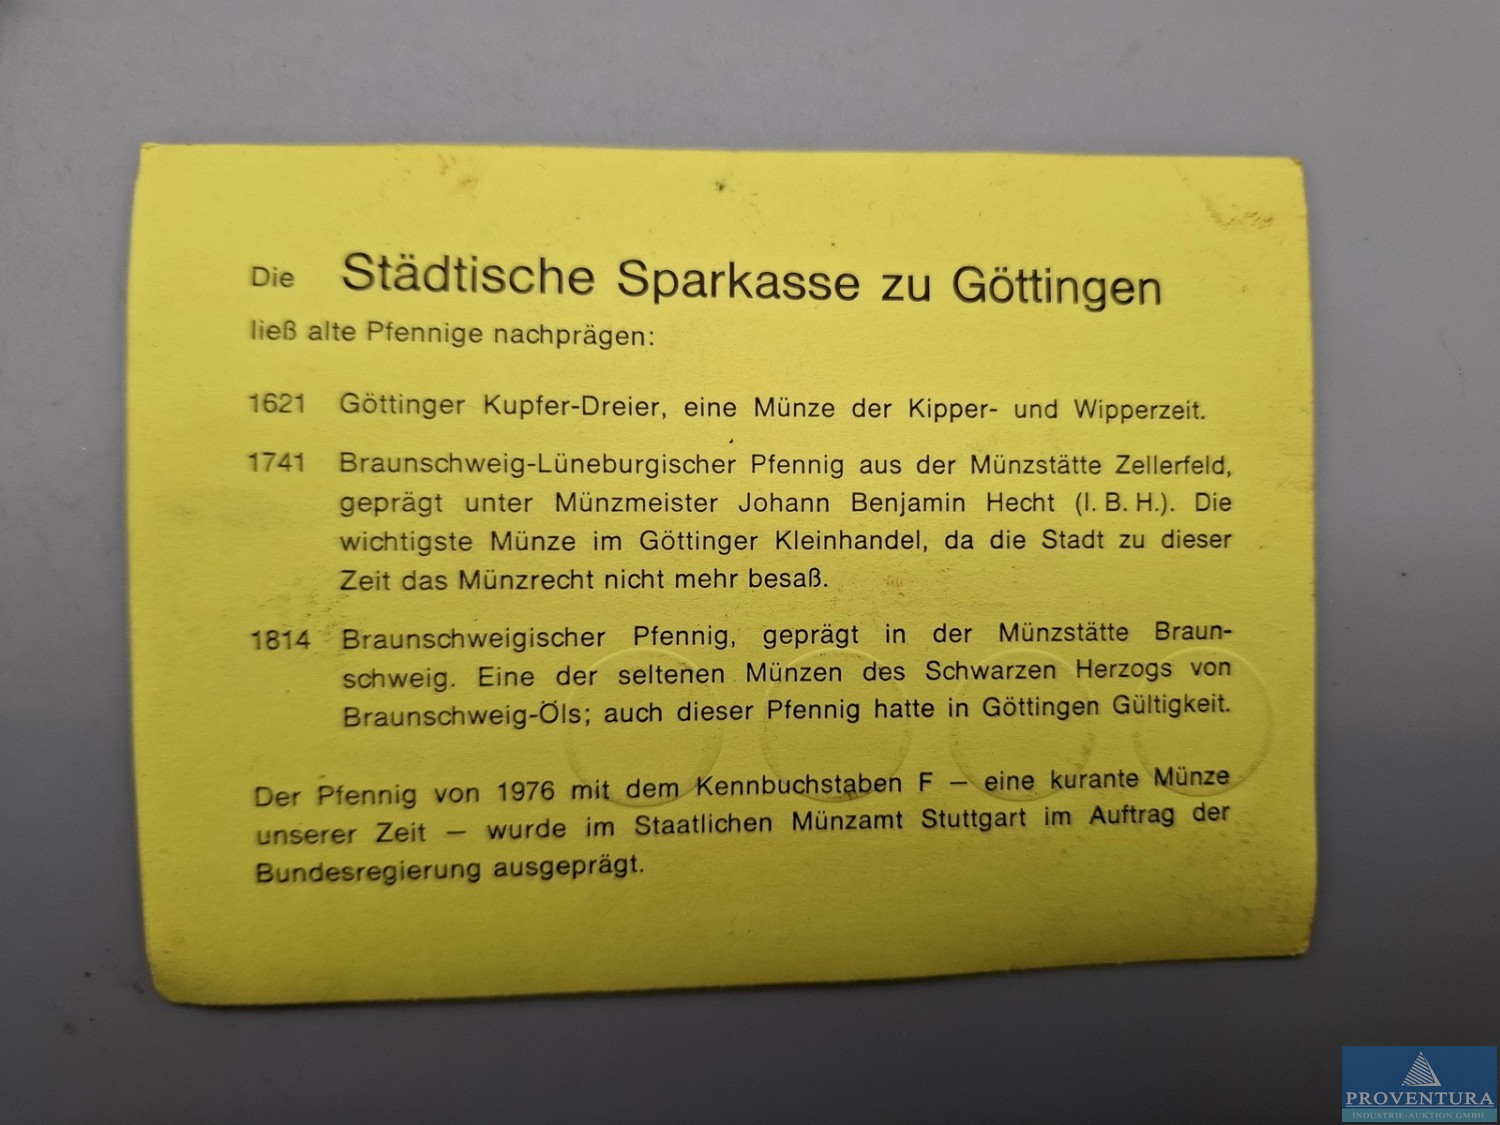 Die Städtische Sparkasse zu Göttingen
ließ alte Pfennige nachprägen:
1621 Göttinger Kupfer-Dreier, eine Münze der Kipper- und Wipperzeit.
1741 Braunschweig-Lüneburgischer Pfennig aus der Münzstätte Zellerfeld,
geprägt unter Münzmeister Johann Benjamin Hecht (I. B. H.). Die
wichtigste Münze im Göttinger Kleinhandel, da die Stadt zu dieser
Zeit das Münzrecht nicht mehr besaß.
1814 Braunschweigischer Pfennig, geprägt in der Münzstätte Braun-
schweig. Eine der seltenen Münzen des Schwarzen Herzogs von
Braunschweig-Öls; auch dieser Pfennig hatte in Göttingen Gültigkeit.
Der Pfennig von 1976 mit dem Kennbuchstaben F – eine kurante Münze
unserer Zeit – wurde im Staatlichen Münzamt Stuttgart im Auftrag der
Bundesregierung ausgeprägt.
PROVENTURA
INDUSTRIE-AUKTION GMBH